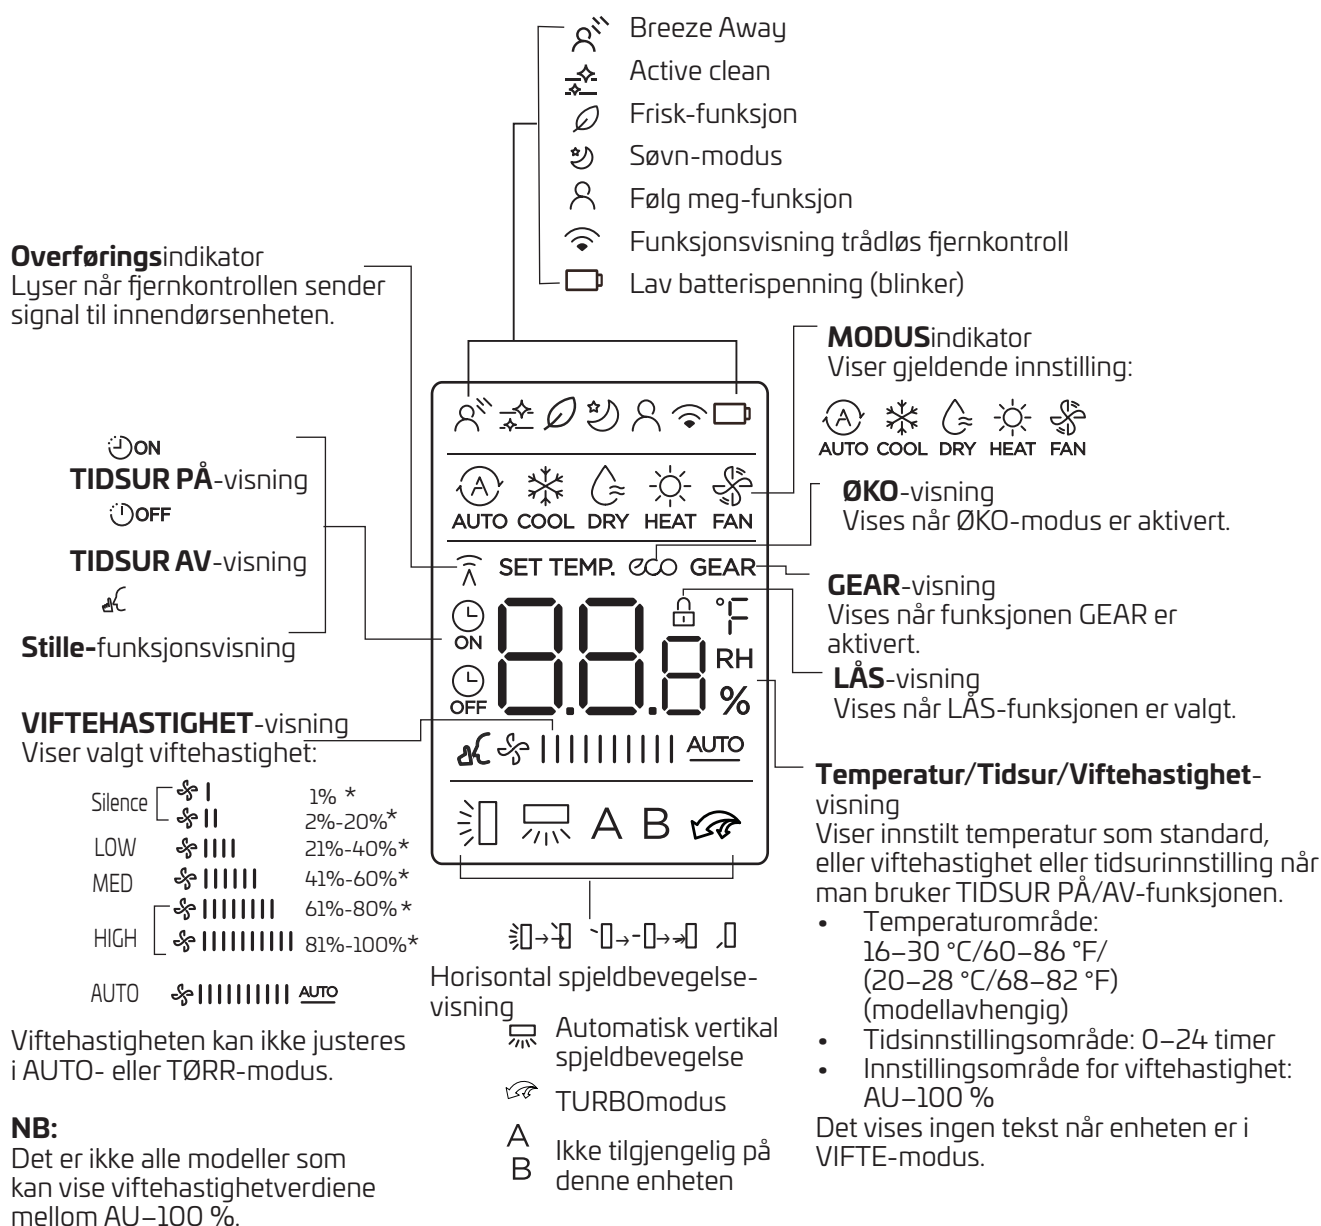 Breeze Away
Active clean
Frisk-funksjon
Søvn-modus
Følg meg-funksjon
Funksjonsvisning trådløs fjernkontroll
Lav batterispenning (blinker)
Overføringsindikator
Lyser når fjernkontrollen sender
signal til innendørsenheten.
MODUSindikator
Viser gjeldende innstilling:
A
AUTO COOL DRY HEAT FAN
ON
TIDSUR PÅ-visning
OFF
TIDSUR AV-visning
Stille-funksjonsvisning
A
AUTO COOL DRY HEAT FAN
SET TEMP. eco GEAR
ON
OFF
88.8
°F
RH
%
AUTO
A B
ØKO-visning
Vises når ØKO-modus er aktivert.
GEAR-visning
Vises når funksjonen GEAR er
aktivert.
LÅS-visning
Vises når LÅS-funksjonen er valgt.
VIFTEHASTIGHET-visning
Viser valgt viftehastighet:
Silence
1% *
2%-20%*
LOW 21%-40%*
MED 41%-60%*
61%-80%*
HIGH
81%-100%*
AUTO AUTO
Viftehastigheten kan ikke justeres
i AUTO- eller TØRR-modus.
NB:
Det er ikke alle modeller som
kan vise viftehastighetverdiene
mellom AU–100 %.
Horisontal spjeldbevegelse-
visning
Automatisk vertikal
spjeldbevegelse
TURBOmodus
A
B
Ikke tilgjengelig på
denne enheten
Temperatur/Tidsur/Viftehastighet-
visning
Viser innstilt temperatur som standard,
eller viftehastighet eller tidsurinnstilling når
man bruker TIDSUR PÅ/AV-funksjonen.
• Temperaturområde:
16–30 °C/60–86 °F/
(20–28 °C/68–82 °F)
(modellavhengig)
• Tidsinnstillingsområde: 0–24 timer
• Innstillingsområde for viftehastighet:
AU–100 %
Det vises ingen tekst når enheten er i
VIFTE-modus.